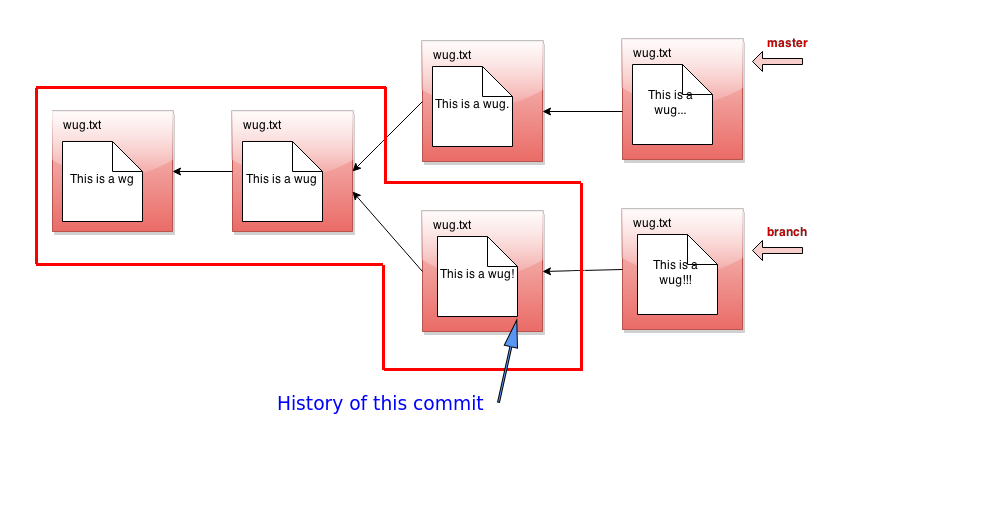 wug.txt
This is a wg
wug.txt
This is a wug
wug.txt
This is a wug.
wug.txt
This is a
wug...
master
wug.txt
This is a wug!
wug.txt
This is a
wug!!!
branch
History of this commit